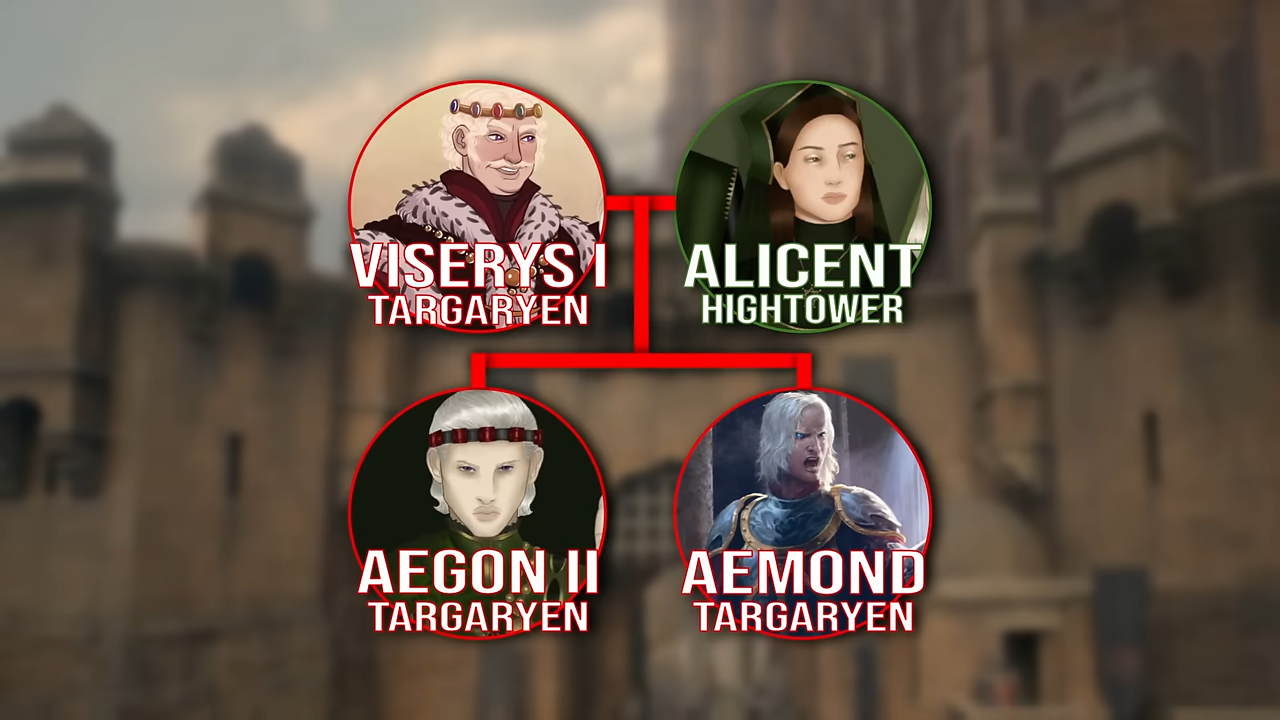 VISERYS I
TARGARYEN
ALICENT
HIGHTOWER
AEGON II
TARGARYEN
AEMOND
TARGARYEN